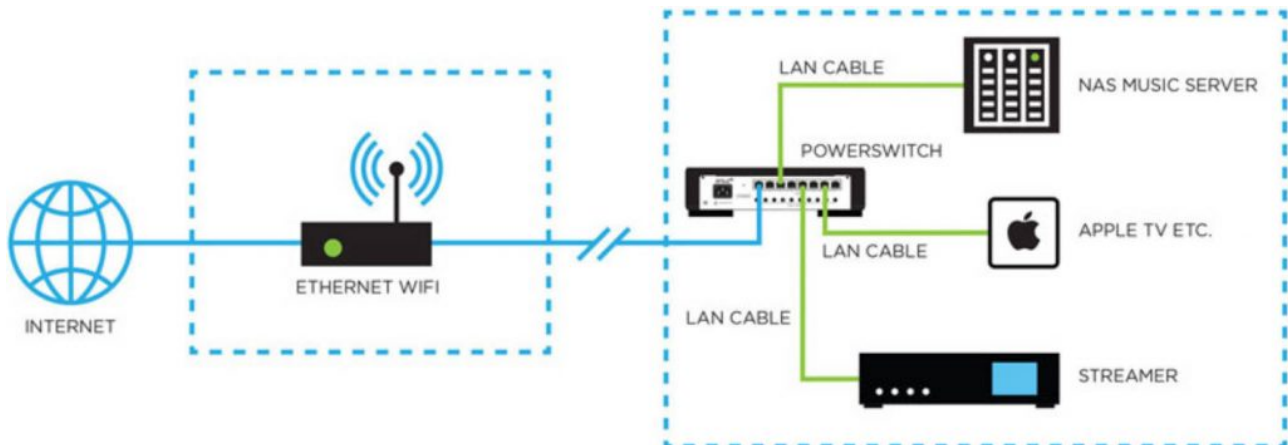 LAN CABLE
NAS MUSIC SERVER
POWERSWITCH
APPLE TV ETC.
LAN CABLE
ETHERNET WIFI
INTERNET
LAN CABLE
STREAMER